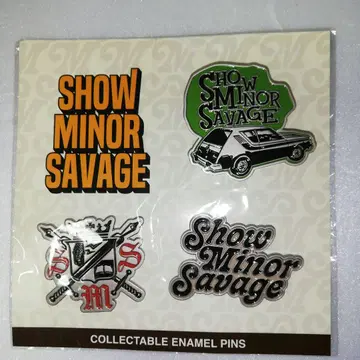 SHOW
MINOR
SAVAGE
SHOW
MINOR
SAVAGE
S S
M
Show
Minor
Savage
COLLECTABLE ENAMEL PINS